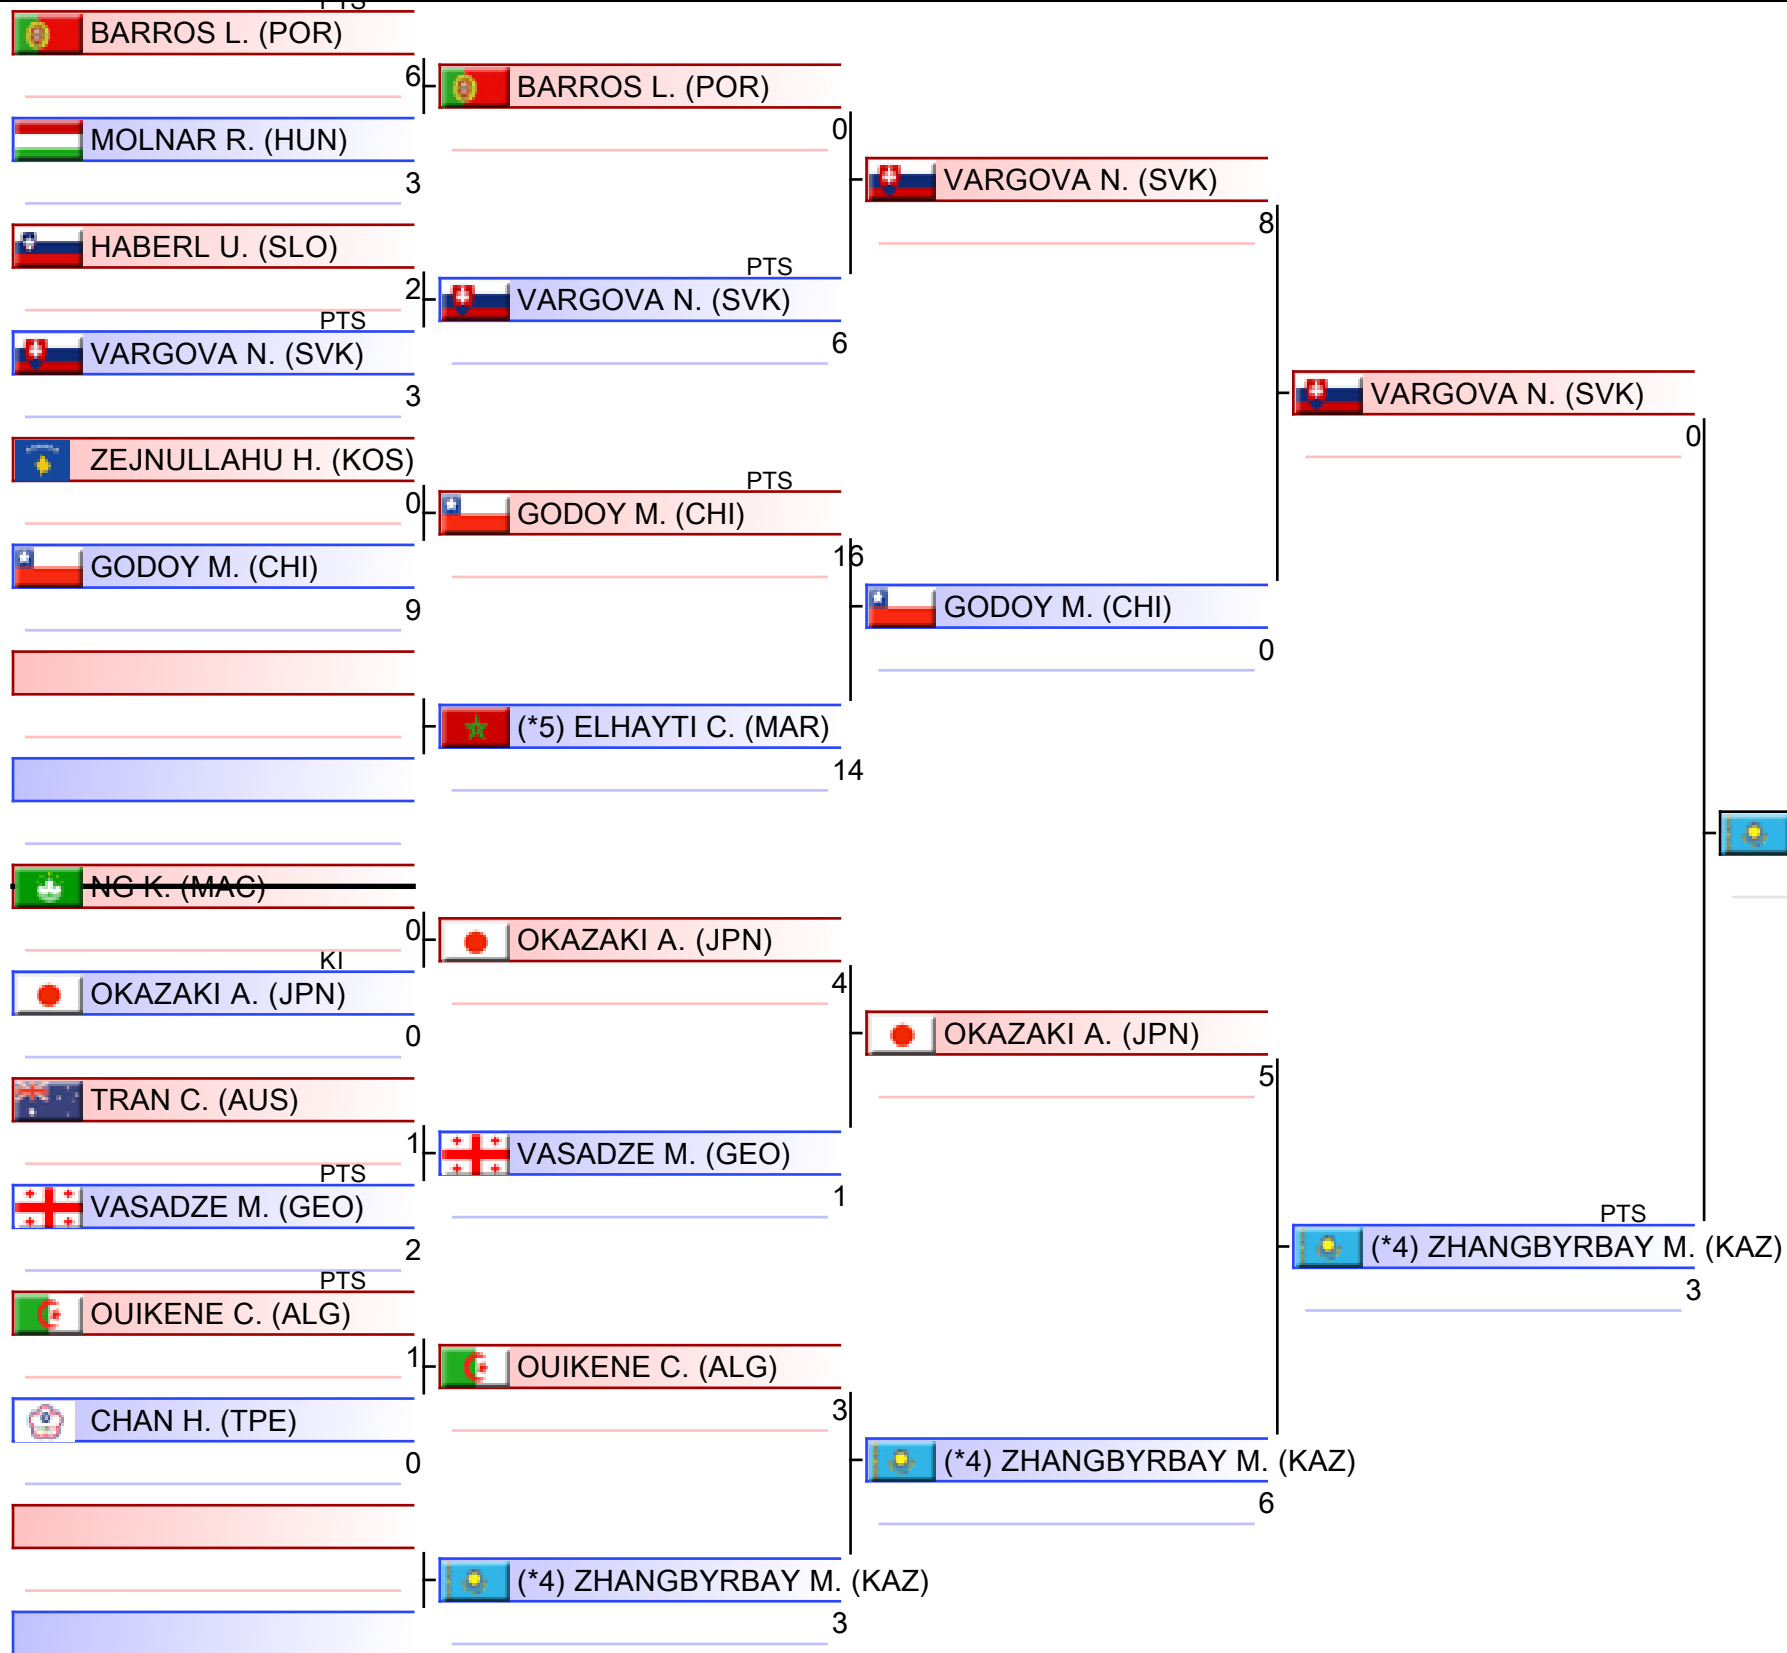 PTS
BARROS L. (POR)
6
MOLNAR R. (HUN)
3
HABERL U. (SLO)
2
PTS
VARGOVA N. (SVK)
3
ZEJNULLAHU H. (KOS)
0
GODOY M. (CHI)
9
NG K. (MAC)
0
KI
OKAZAKI A. (JPN)
0
TRAN C. (AUS)
1
PTS
VASADZE M. (GEO)
2
PTS
OUIKENE C. (ALG)
1
CHAN H. (TPE)
0
BARROS L. (POR)
0
PTS
VARGOVA N. (SVK)
6
PTS
GODOY M. (CHI)
16
(*5) ELHAYTI C. (MAR)
14
OKAZAKI A. (JPN)
4
VASADZE M. (GEO)
1
OUIKENE C. (ALG)
3
(*4) ZHANGBYRBAY M. (KAZ)
3
VARGOVA N. (SVK)
8
GODOY M. (CHI)
0
OKAZAKI A. (JPN)
5
(*4) ZHANGBYRBAY M. (KAZ)
6
VARGOVA N. (SVK)
0
PTS
(*4) ZHANGBYRBAY M. (KAZ)
3